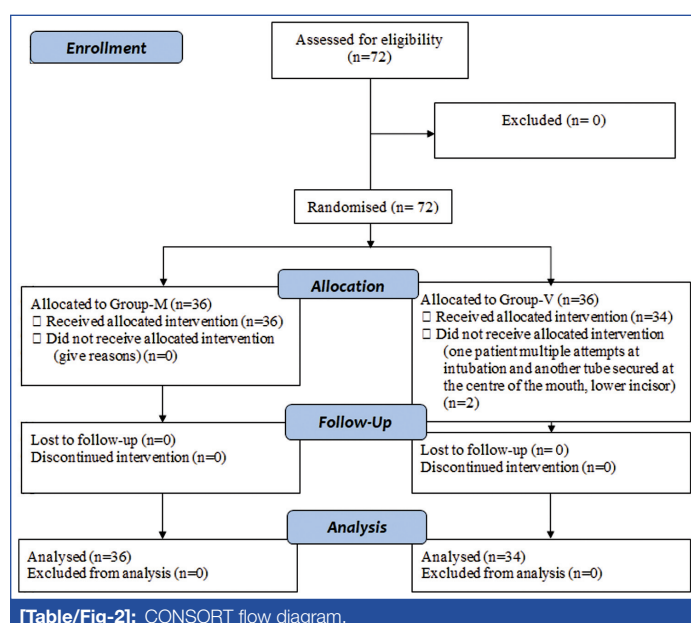 Enrollment
Assessed for eligibility
(n=72)
Excluded (n= 0)
Randomised (n= 72)
Allocation
Allocated to Group-M (n=36)
☐ Received allocated intervention (n=36)
☐ Did not receive allocated intervention
(give reasons) (n=0)
Allocated to Group-V (n=36)
☐ Received allocated intervention (n=34)
☐ Did not receive allocated intervention
(one patient multiple attempts at
intubation and another tube secured at
the centre of the mouth, lower incisor)
(n=2)
Follow-Up
Lost to follow-up (n=0)
Discontinued intervention (n=0)
Lost to follow-up (n= 0)
Discontinued intervention (n=0)
Analysis
Analysed (n=36)
Excluded from analysis (n=0)
Analysed (n=34)
Excluded from analysis (n=0)
[Table/Fig-2]: CONSORT flow diagram.